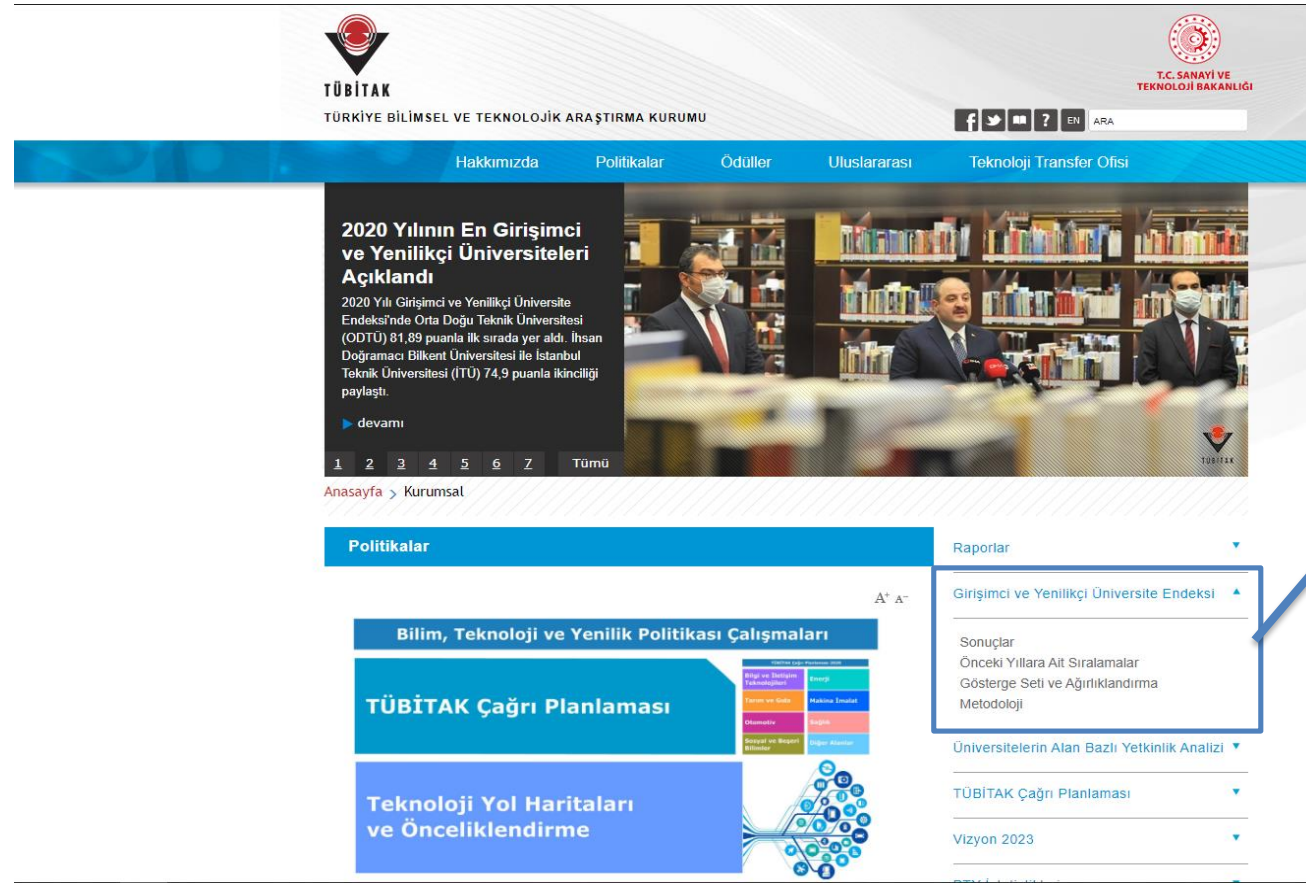 TÜBİTAK
TÜRKİYE BİLİMSEL VE TEKNOLOJİK ARAŞTIRMA KURUMU
T.C. SANAYİ VE
TEKNOLOJİ BAKANLIĞI
f
?
EN
ARA
Hakkımızda Politikalar Ödüller Uluslararası Teknoloji Transfer Ofisi
2020 Yılının En Girişimci
ve Yenilikçi Üniversiteleri
Açıklandı
2020 Yılı Girişimci ve Yenilikçi Üniversite
Endeksi'nde Orta Doğu Teknik Üniversitesi
(ODTÜ) 81,89 puanla ilk sırada yer aldı. İhsan
Doğramacı Bilkent Üniversitesi ile İstanbul
Teknik Üniversitesi (İTÜ) 74,9 puanla ikinciliği
paylaştı.
devamı
1 2 3 4 5 6 7 Tümü
TÜBİTAK
Anasayfa > Kurumsal
Politikalar
A+ A-
Bilim, Teknoloji ve Yenilik Politikası Çalışmaları
TÜBİTAK Çağrı Planlaması
TÜBİTAK Çağrı Planlaması 2020
Bilgi ve İletişim
Teknolojileri
Enerji
Tarım ve Gıda
Makina İmalat
Otomotiv
Sağlık
Sosyal ve Beşeri
Bilimler
Diğer Alanlar
Teknoloji Yol Haritaları
ve Önceliklendirme
Raporlar
Girişimci ve Yenilikçi Üniversite Endeksi
Sonuçlar
Önceki Yıllara Ait Sıralamalar
Gösterge Seti ve Ağırlıklandırma
Metodoloji
Üniversitelerin Alan Bazlı Yetkinlik Analizi
TÜBİTAK Çağrı Planlaması
Vizyon 2023